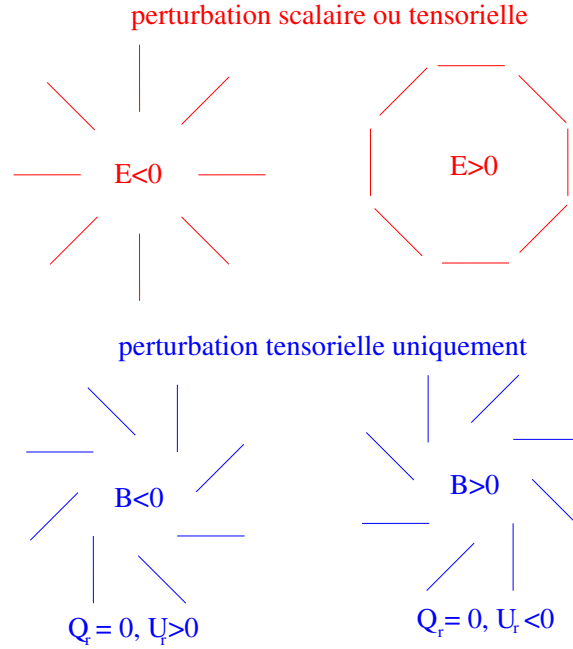 perturbation scalaire ou tensorielle
E<0
E>0
perturbation tensorielle uniquement
B<0
B>0
Qr = 0, Ur>0
Qr = 0, Ur <0